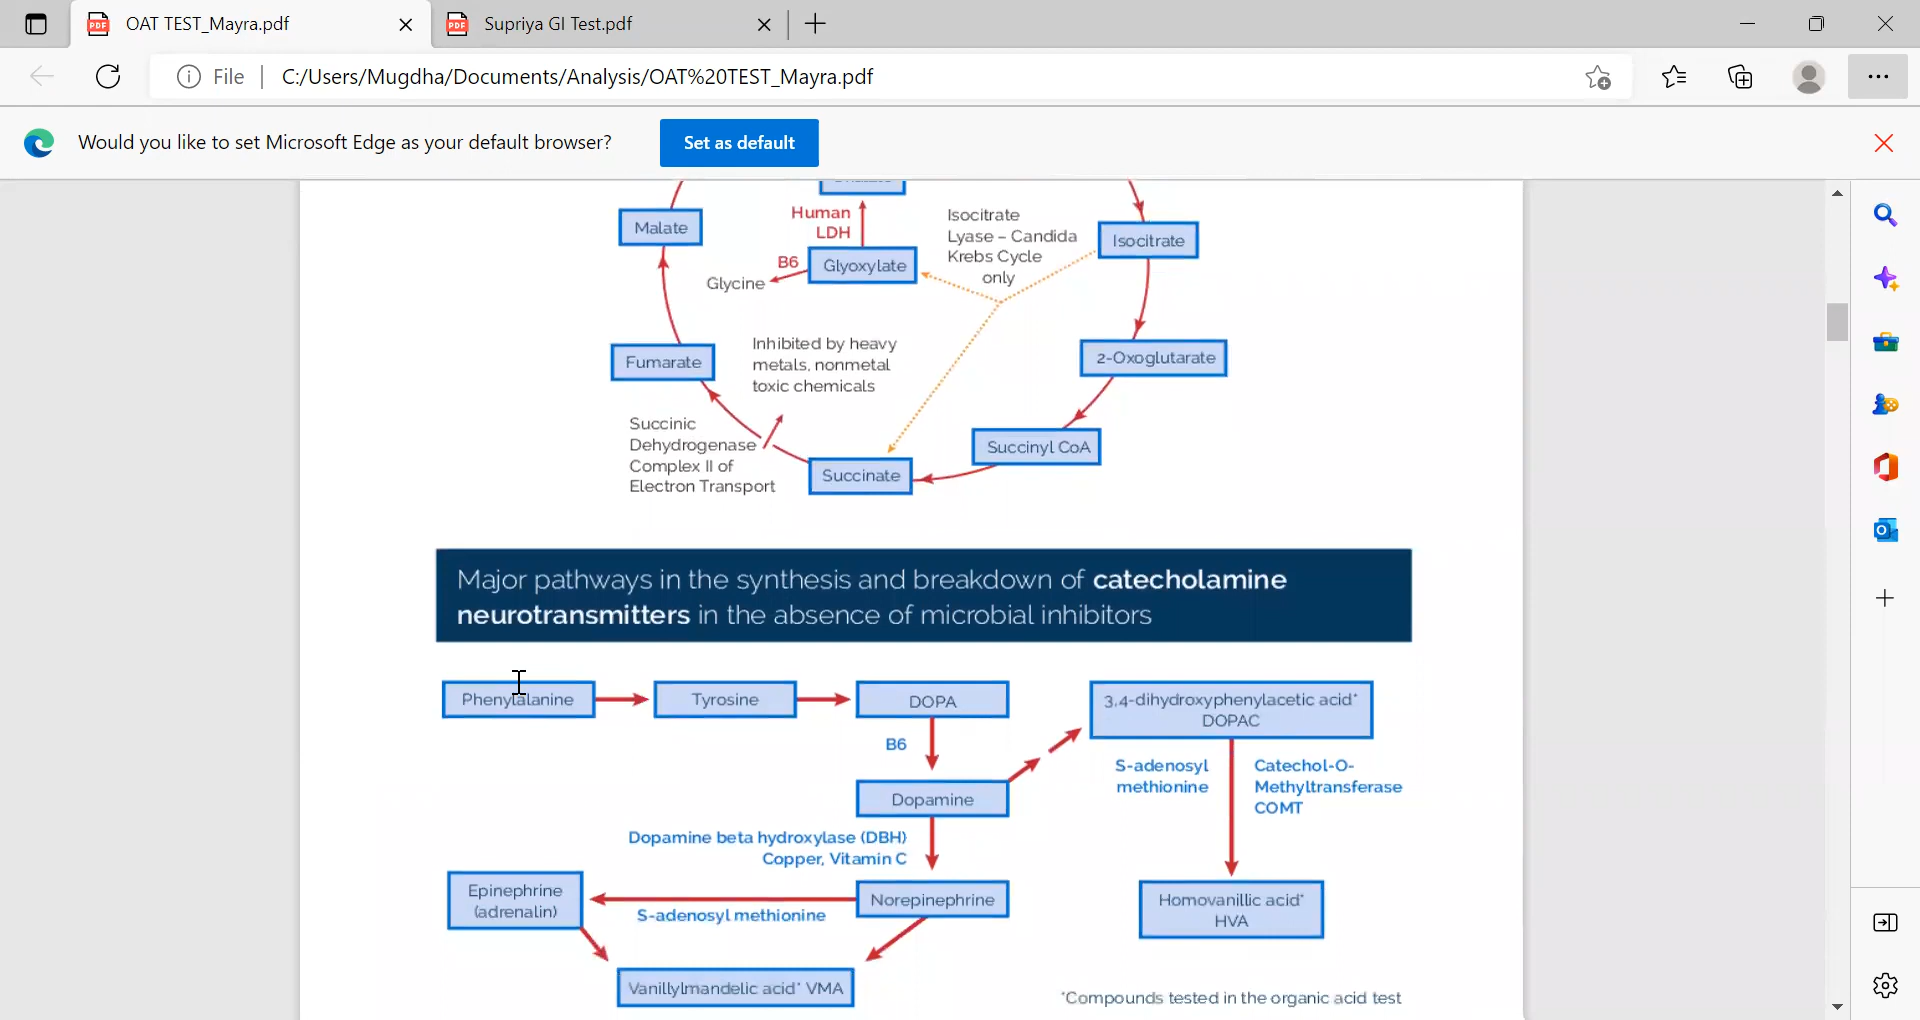 OAT TEST_Mayra.pdf
Supriya GI Test.pdf
File
C:/Users/Mugdha/Documents/Analysis/OAT%20TEST_Mayra.pdf
Would you like to set Microsoft Edge as your default browser?
Set as default
Malate
Human
LDH
Isocitrate
Lyase – Candida
Krebs Cycle
only
Isocitrate
B6
Glyoxylate
Glycine
Inhibited by heavy
metals, nonmetal
toxic chemicals
Fumarate
2-Oxoglutarate
Succinic
Dehydrogenase
Complex II of
Electron Transport
Succinyl CoA
Succinate
Major pathways in the synthesis and breakdown of catecholamine
neurotransmitters in the absence of microbial inhibitors
Phenylalanine
Tyrosine
DOPA
3,4-dihydroxyphenylacetic acid*
DOPAC
B6
S-adenosyl
methionine
Catechol-O-
Methyltransferase
COMT
Dopamine
Dopamine beta hydroxylase (DBH)
Copper, Vitamin C
Epinephrine
(adrenalin)
S-adenosyl methionine
Norepinephrine
Homovanillic acid*
HVA
Vanillylmandelic acid* VMA
*Compounds tested in the organic acid test